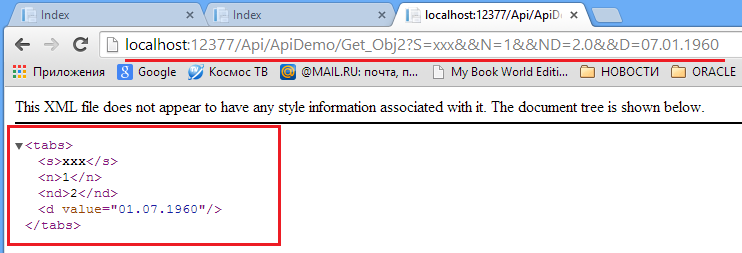 Index
Index
localhost:12377/Api/ApiD
localhost:12377/Api/ApiDemo/Get_Obj2?S=xxx&&N=1&&ND=2.0&&D=07.01.1960
Приложения
Google
Космос ТВ
@MAIL.RU: почта, п...
My Book World Editi...
НОВОСТИ
ORACLE
This XML file does not appear to have any style information associated with it. The document tree is shown below.
▼<tabs>
<s>xxx</s>
<n>1</n>
<nd>2</nd>
<d value="01.07.1960"/>
</tabs>